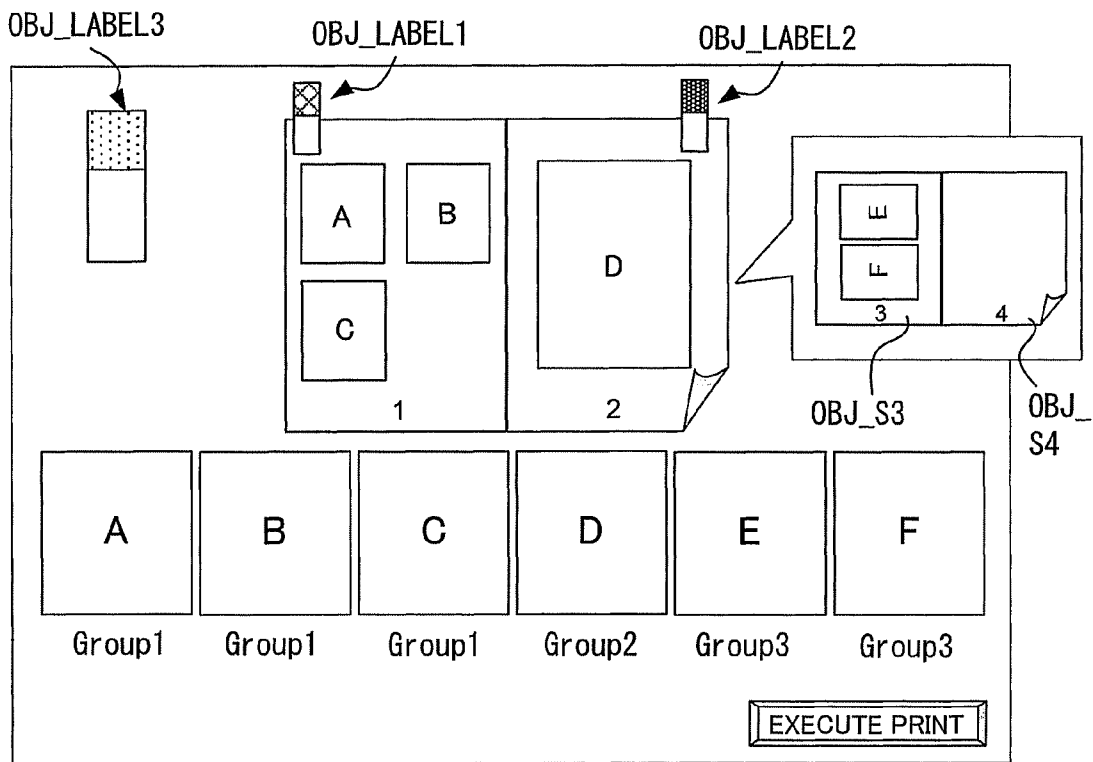 OBJ_LABEL3
OBJ_LABEL1
OBJ_LABEL2
A
B
D
C
1
2
E
F
3
4
OBJ_S3
OBJ_
S4
A
B
C
D
E
F
Group1
Group1
Group1
Group2
Group3
Group3
EXECUTE PRINT